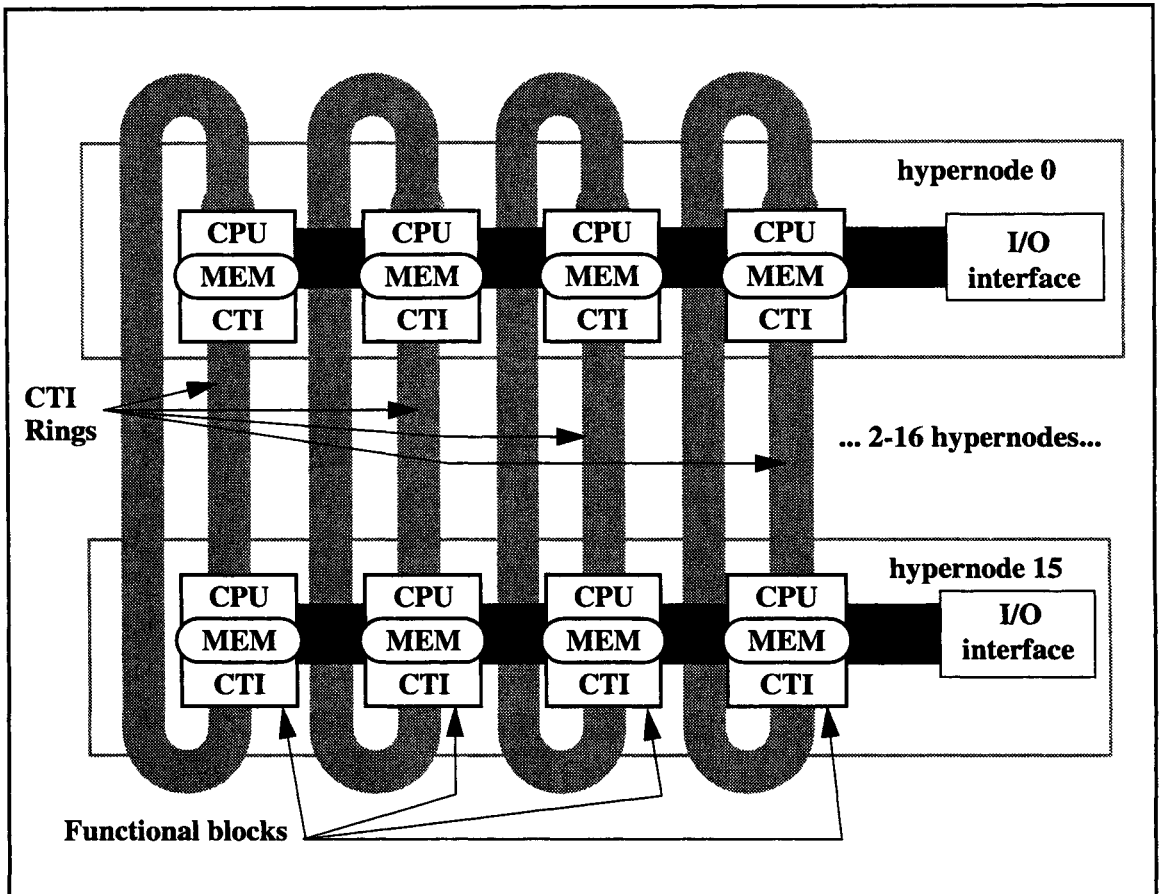 hypernode 0
CPU CPU CPU CPU
I/O
interface
MEM MEM MEM MEM
CTI CTI CTI CTI
CTI
Rings
... 2-16 hypernodes...
hypernode 15
CPU CPU CPU CPU
I/O
interface
MEM MEM MEM MEM
CTI CTI CTI CTI
Functional blocks